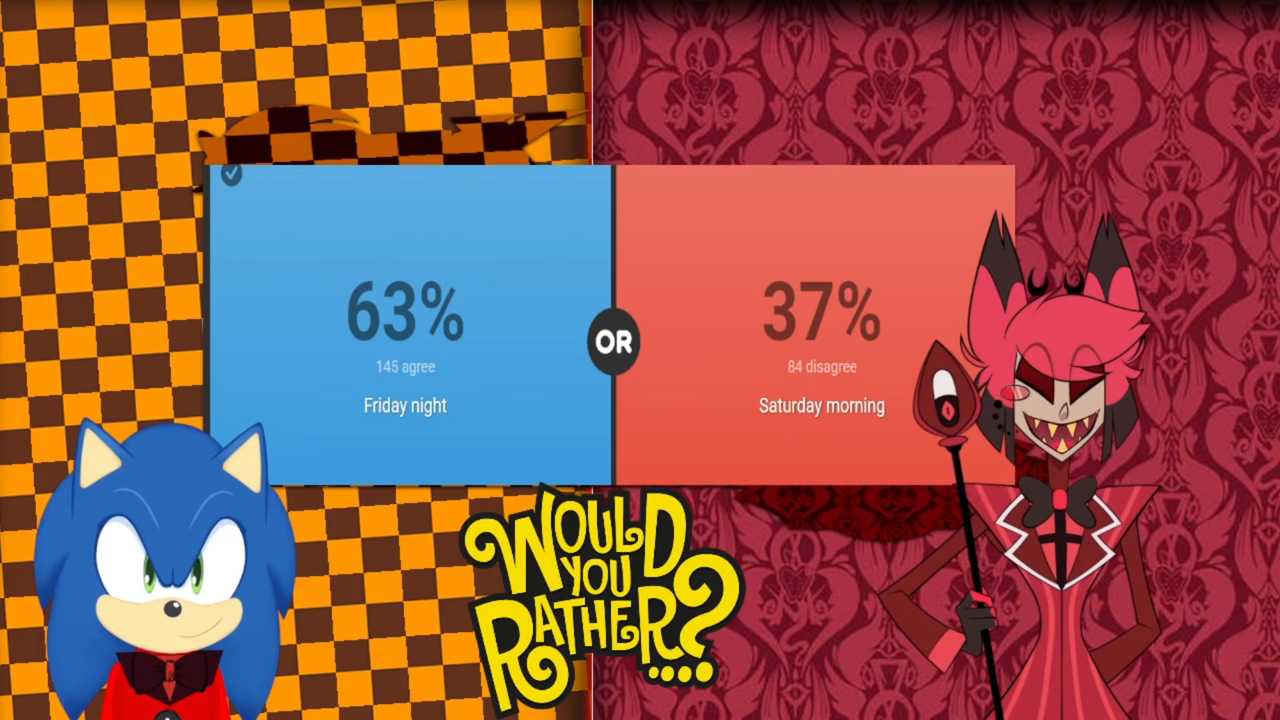 63%
145 agree
Friday night
OR
37%
84 disagree
Saturday morning
WOULD
YOU
RATHER..?